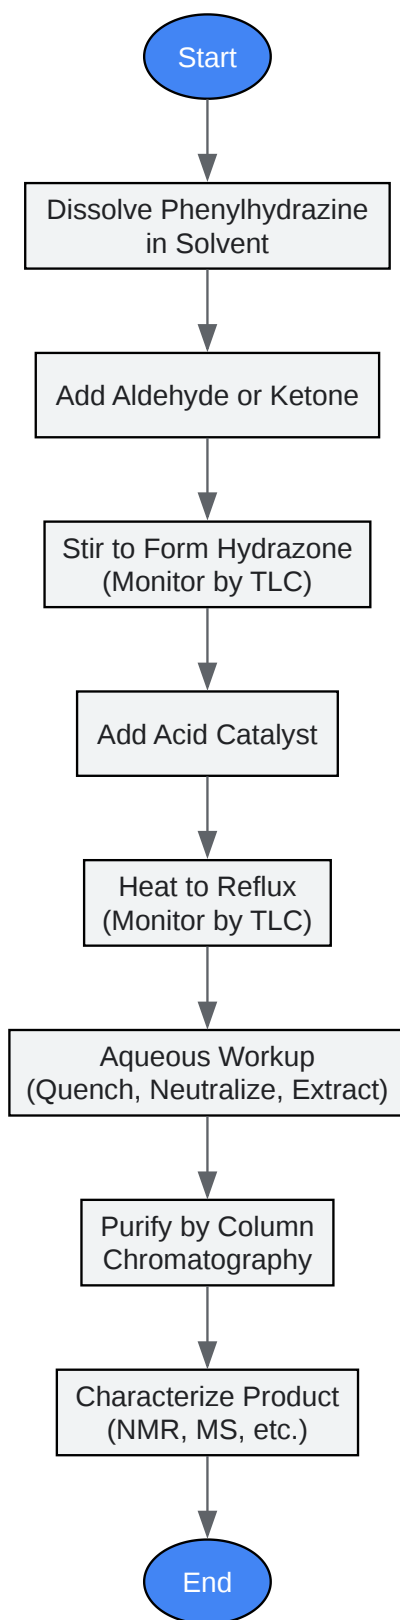 Start
Dissolve Phenylhydrazine
in Solvent
Add Aldehyde or Ketone
Stir to Form Hydrazone
(Monitor by TLC)
Add Acid Catalyst
Heat to Reflux
(Monitor by TLC)
Aqueous Workup
(Quench, Neutralize, Extract)
Purify by Column
Chromatography
Characterize Product
(NMR, MS, etc.)
End